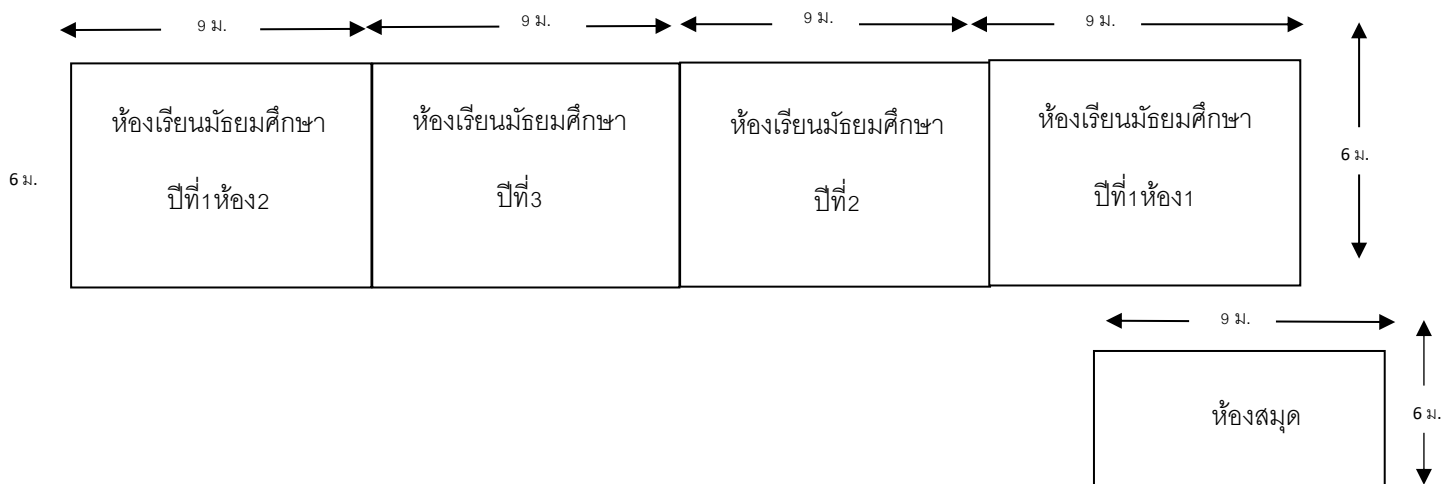 9 ม. 9 ม. 9 ม. 9 ม.
ห้องเรียนมัธยมศึกษา
ปีที่1ห้อง2
ห้องเรียนมัธยมศึกษา
ปีที่3
ห้องเรียนมัธยมศึกษา
ปีที่2
ห้องเรียนมัธยมศึกษา
ปีที่1ห้อง1
6 ม.
6 ม.
9 ม.
ห้องสมุด
6 ม.